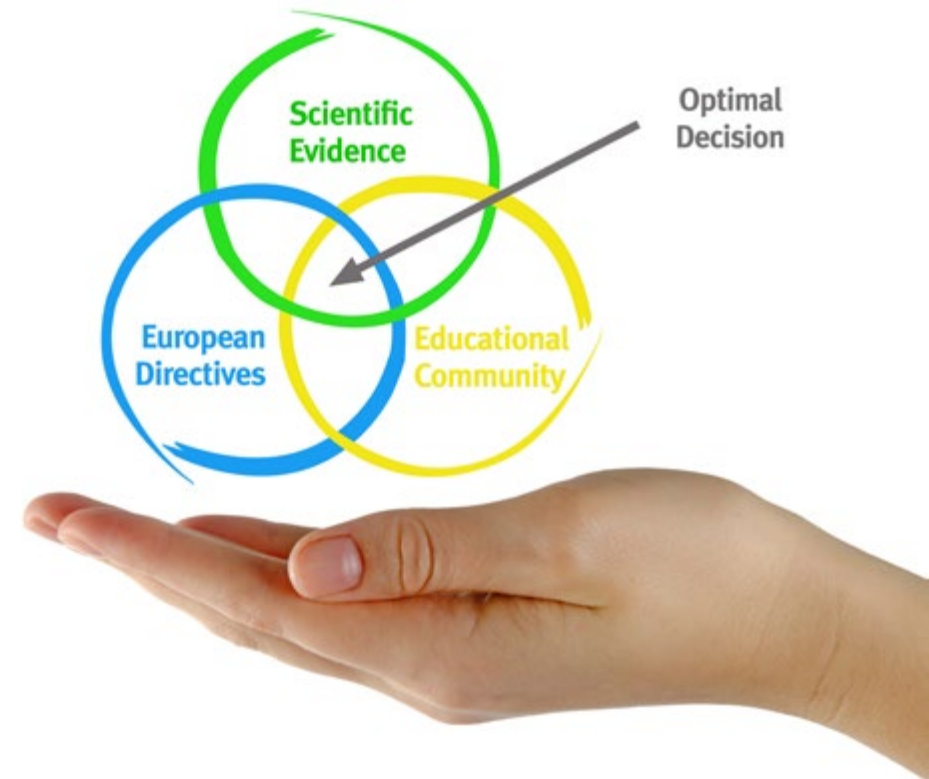 Scientific
Evidence
Optimal
Decision
European
Directives
Educational
Community